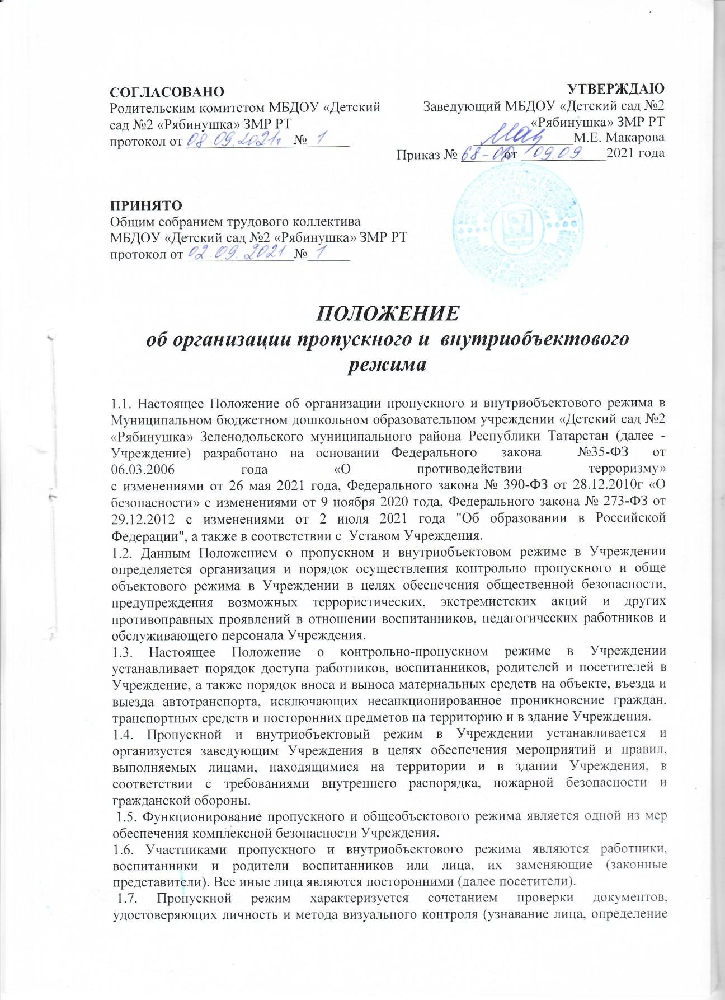 СОГЛАСОВАНО
Родительским комитетом МБДОУ «Детский
сад №2 «Рябинушка» ЗМР РТ
протокол от 08.09.2021г № 1
УТВЕРЖДАЮ
Заведующий МБДОУ «Детский сад №2
«Рябинушка» ЗМР РТ
М.Е. Макарова
Приказ № 68-од от 09.09. 2021 года
ПРИНЯТО
Общим собранием трудового коллектива
МБДОУ «Детский сад №2 «Рябинушка» ЗМР РТ
протокол от 02.09.2021 № 1
ПОЛОЖЕНИЕ
об организации пропускного и внутриобъектового
режима
1.1. Настоящее Положение об организации пропускного и внутриобъектового режима в
Муниципальном бюджетном дошкольном образовательном учреждении «Детский сад №2
«Рябинушка» Зеленодольского муниципального района Республики Татарстан (далее -
Учреждение) разработано на основании Федерального закона №35-ФЗ от
06.03.2006 года «О противодействии терроризму»
с изменениями от 26 мая 2021 года, Федерального закона № 390-ФЗ от 28.12.2010г «О
безопасности» с изменениями от 9 ноября 2020 года, Федерального закона № 273-ФЗ от
29.12.2012 с изменениями от 2 июля 2021 года "Об образовании в Российской
Федерации", а также в соответствии с Уставом Учреждения.
1.2. Данным Положением о пропускном и внутриобъектовом режиме в Учреждении
определяется организация и порядок осуществления контрольно пропускного и обще
объектового режима в Учреждении в целях обеспечения общественной безопасности,
предупреждения возможных террористических, экстремистских акций и других
противоправных проявлений в отношении воспитанников, педагогических работников и
обслуживающего персонала Учреждения.
1.3. Настоящее Положение о контрольно-пропускном режиме в Учреждении
устанавливает порядок доступа работников, воспитанников, родителей и посетителей в
Учреждение, а также порядок вноса и выноса материальных средств на объекте, въезда и
выезда автотранспорта, исключающих несанкционированное проникновение граждан,
транспортных средств и посторонних предметов на территорию и в здание Учреждения.
1.4. Пропускной и внутриобъектовый режим в Учреждении устанавливается и
организуется заведующим Учреждения в целях обеспечения мероприятий и правил,
выполняемых лицами, находящимися на территории и в здании Учреждения, в
соответствии с требованиями внутреннего распорядка, пожарной безопасности и
гражданской обороны.
1.5. Функционирование пропускного и общеобъектового режима является одной из мер
обеспечения комплексной безопасности Учреждения.
1.6. Участниками пропускного и внутриобъектового режима являются работники,
воспитанники и родители воспитанников или лица, их заменяющие (законные
представители). Все иные лица являются посторонними (далее посетители).
1.7. Пропускной режим характеризуется сочетанием проверки документов,
удостоверяющих личность и метода визуального контроля (узнавание лица, определение